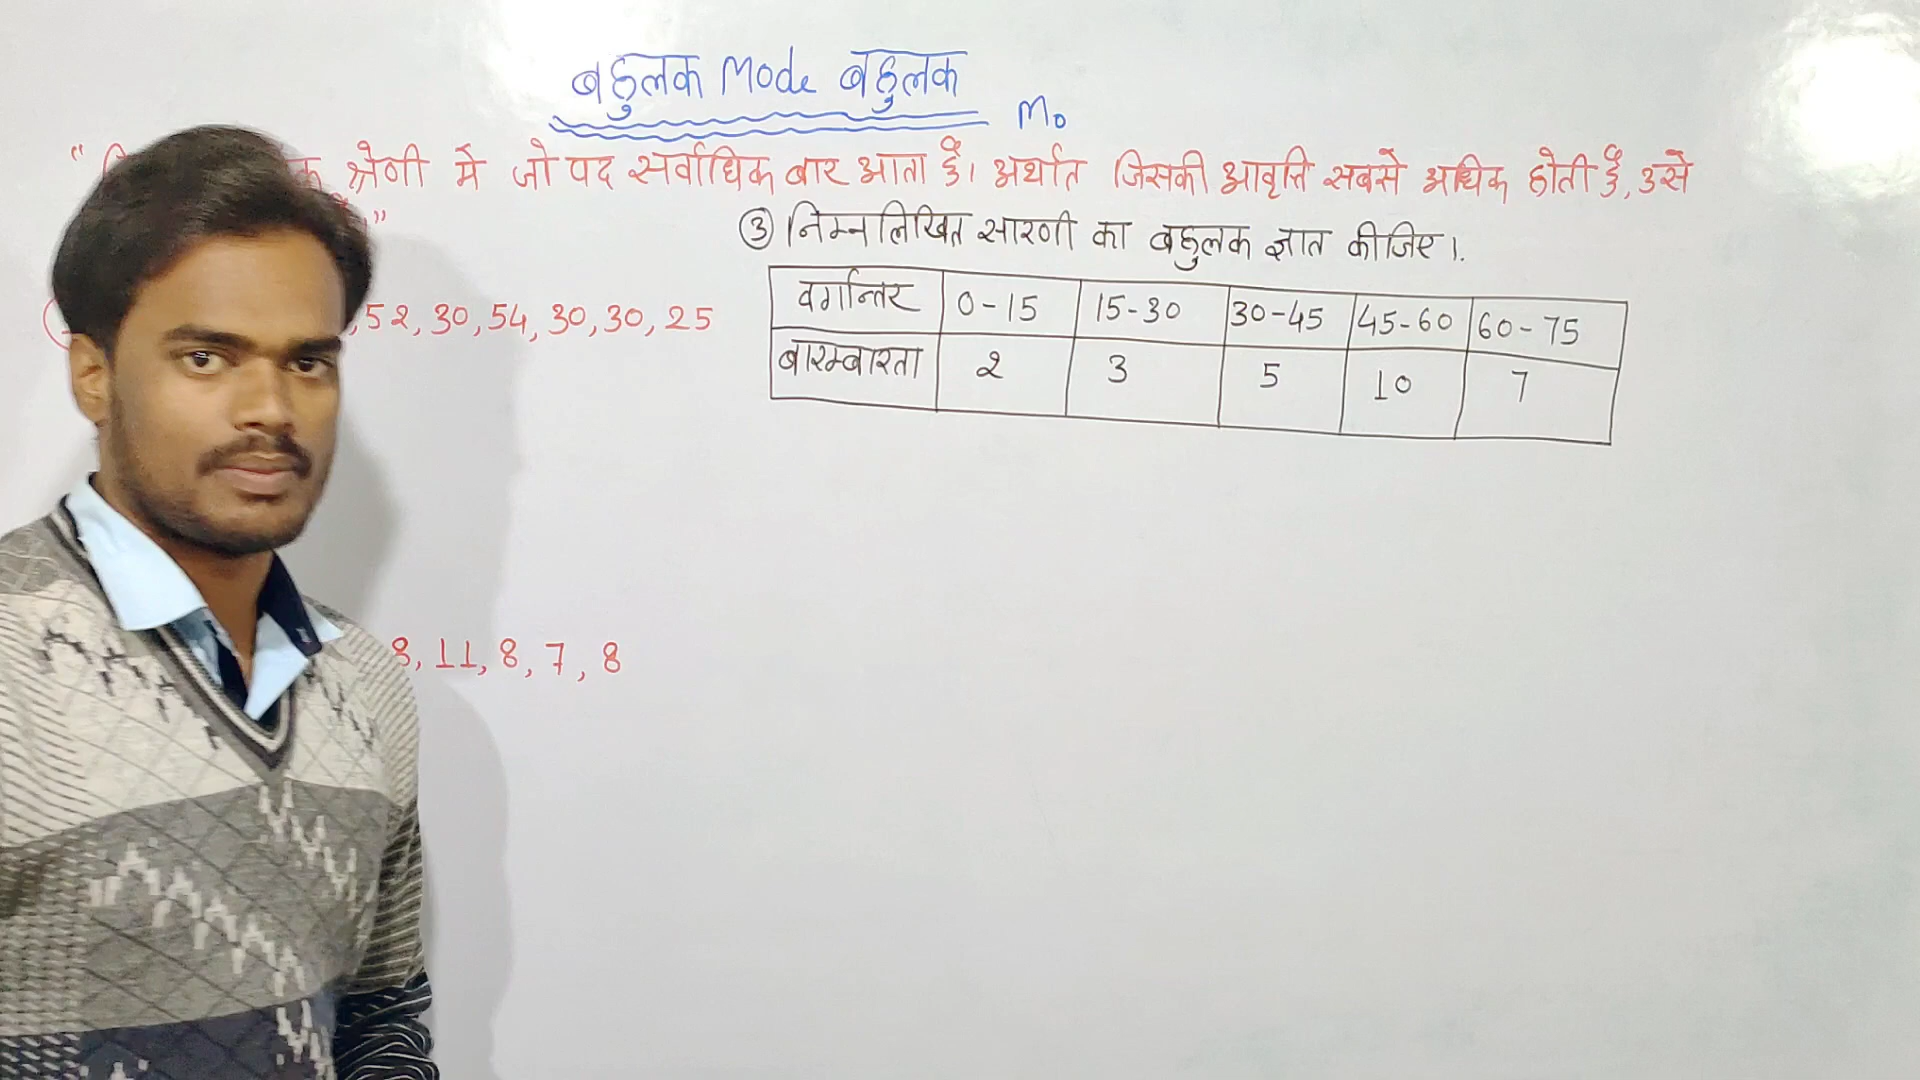 बहुलक Mode बहुलक
Mo
श्रेणी में जो पद सर्वाधिक बार आता है। अर्थात जिसकी आवृत्ति सबसे अधिक होती है, उसे
③ निम्नलिखित सारणी का बहुलक ज्ञात कीजिए।
वर्गान्तर 0-15 15-30 30-45 45-60 60-75
बारम्बारता 2 3 5 10 7
, 52, 30, 54, 30, 30, 25
8, 11, 8, 7, 8